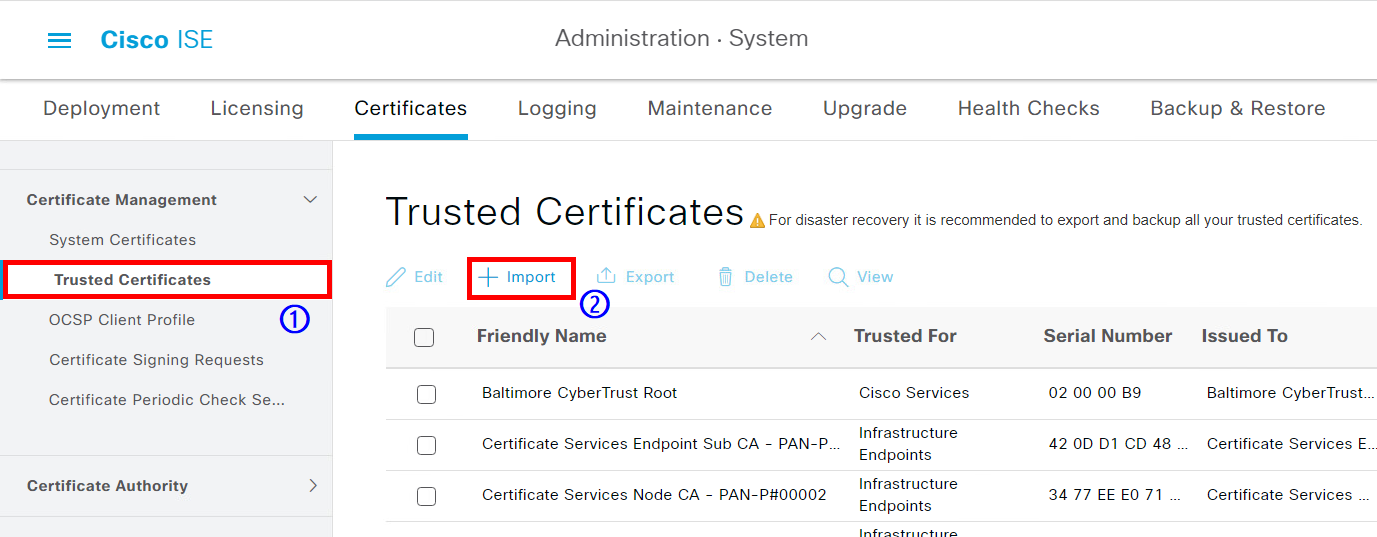 Cisco ISE
Administration · System
Deployment Licensing Certificates Logging Maintenance Upgrade Health Checks Backup & Restore
Certificate Management
System Certificates
Trusted Certificates
OCSP Client Profile
Certificate Signing Requests
Certificate Periodic Check Se...
Certificate Authority
①
Trusted Certificates For disaster recovery it is recommended to export and backup all your trusted certificates.
Edit Import Export Delete View
②
Friendly Name Trusted For Serial Number Issued To
Baltimore CyberTrust Root Cisco Services 02 00 00 B9 Baltimore CyberTrust...
Certificate Services Endpoint Sub CA - PAN-P... Infrastructure 42 0D D1 CD 48 ... Certificate Services E...
Endpoints
Certificate Services Node CA - PAN-P#00002 Infrastructure 34 77 EE E0 71 ... Certificate Services ...
Endpoints
Infrastructure